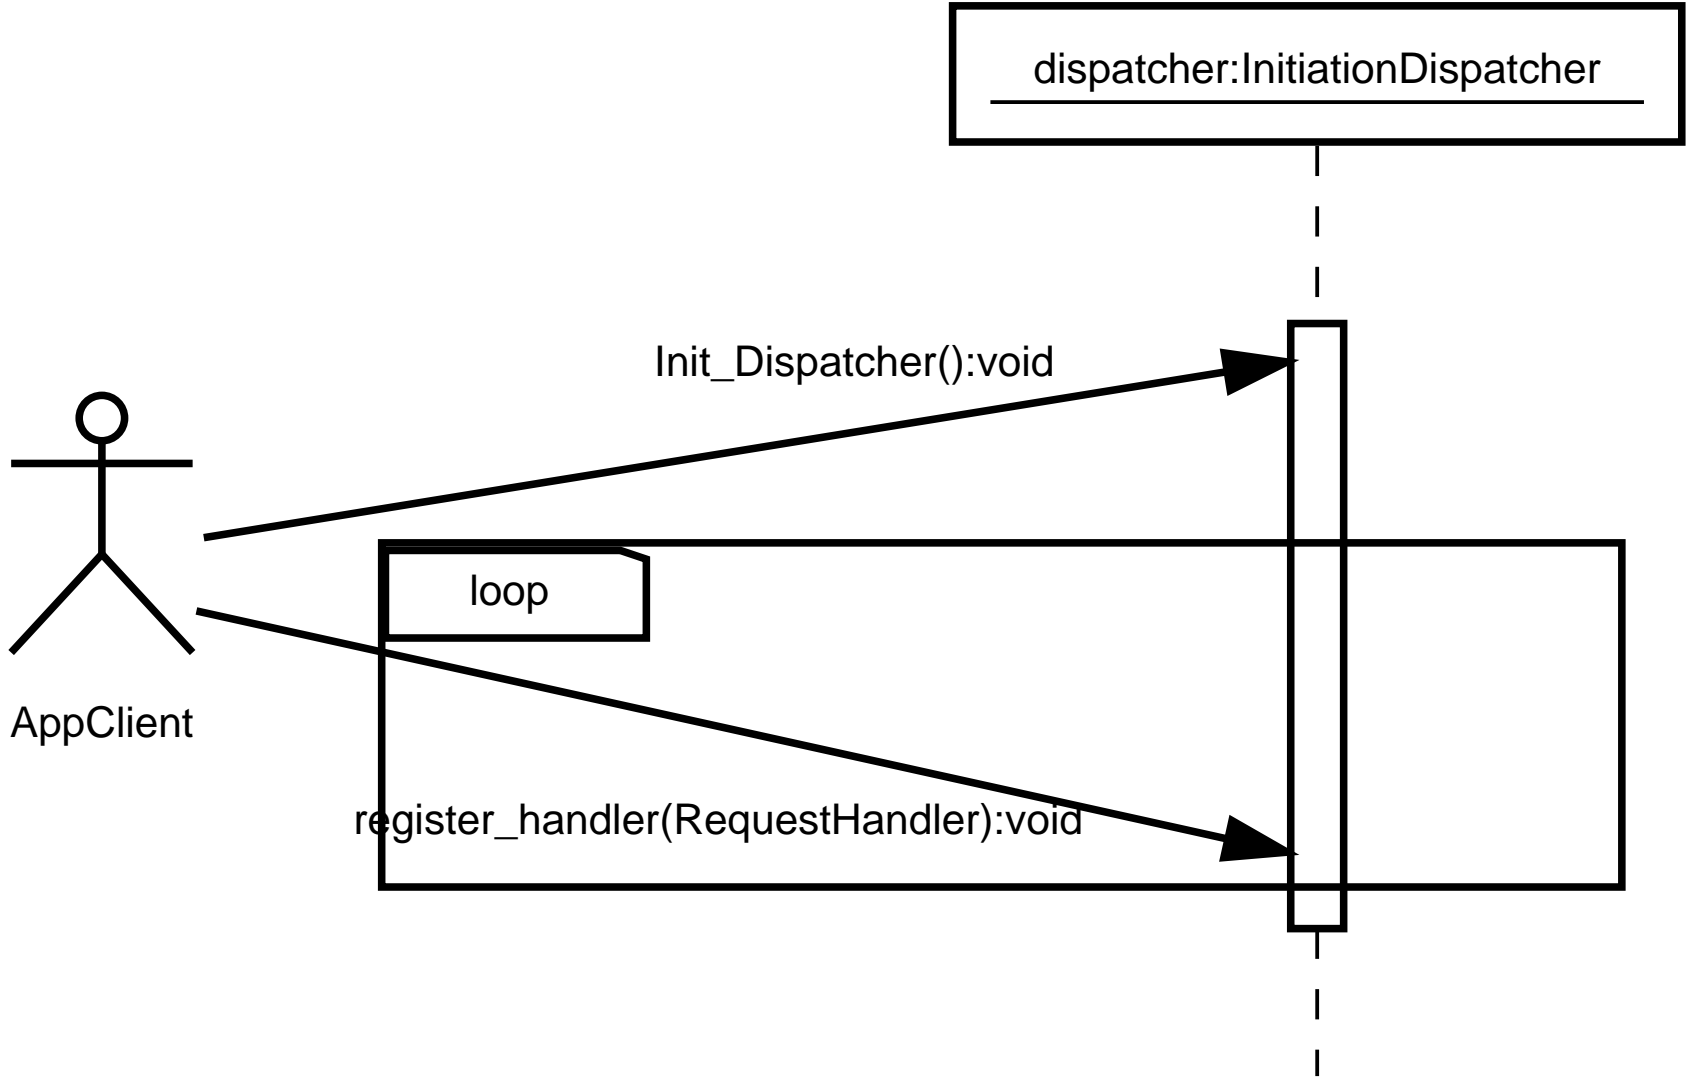 dispatcher:InitiationDispatcher
Init_Dispatcher():void
loop
AppClient
register_handler(RequestHandler):void